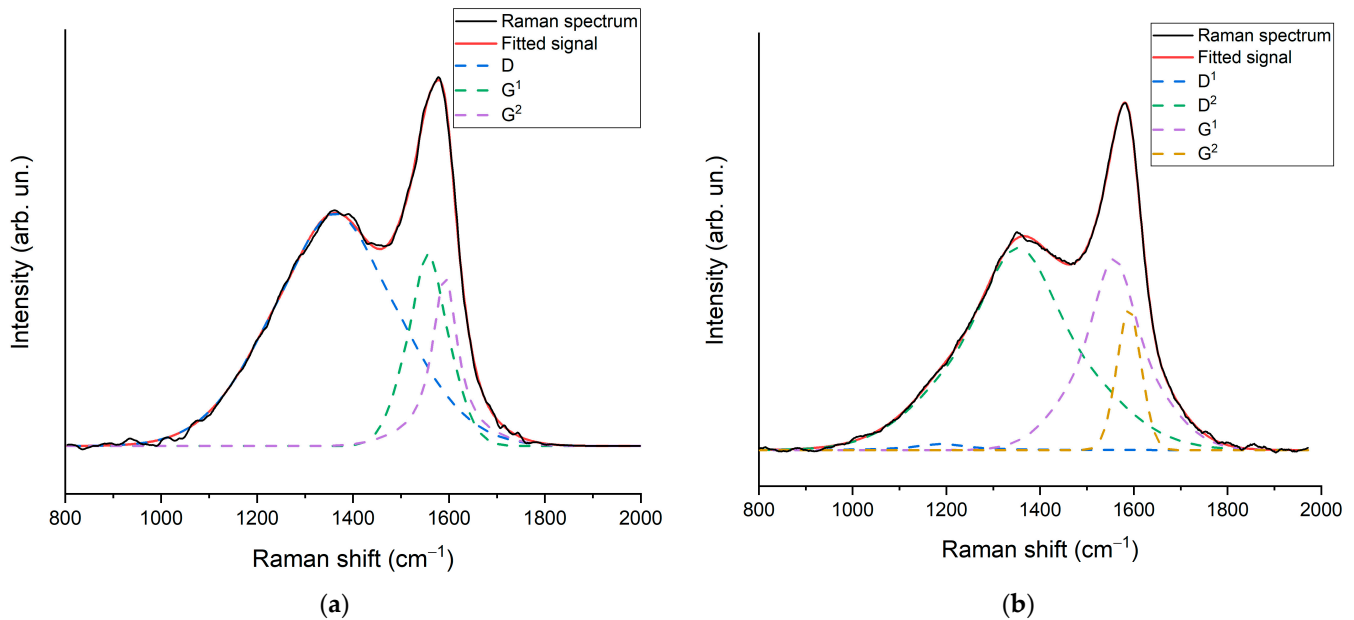 Raman spectrum
Fitted signal
D
G¹
G²
Intensity (arb. un.)
800 1000 1200 1400 1600 1800 2000
Raman shift (cm⁻¹)
(a)
Raman spectrum
Fitted signal
D¹
D²
G¹
G²
Intensity (arb. un.)
800 1000 1200 1400 1600 1800 2000
Raman shift (cm⁻¹)
(b)